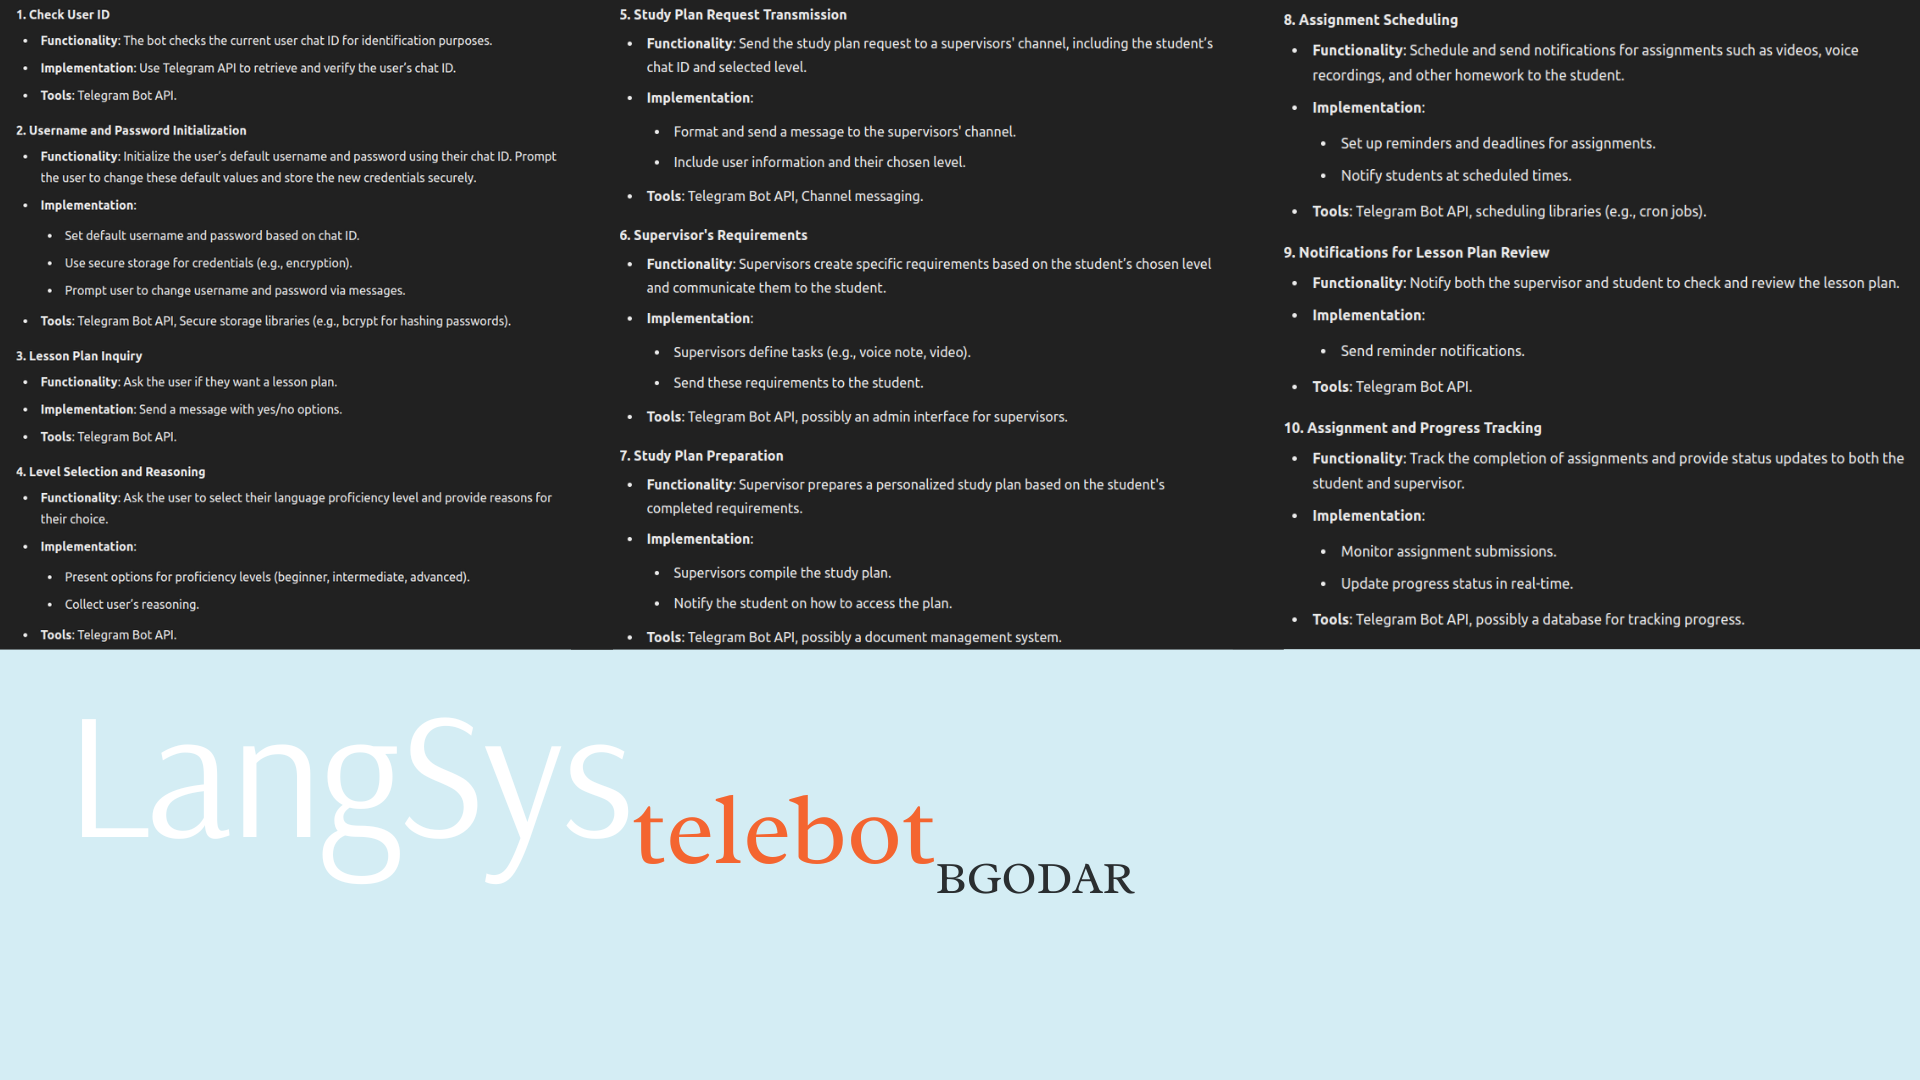 1. Check User ID
• Functionality: The bot checks the current user chat ID for identification purposes.
• Implementation: Use Telegram API to retrieve and verify the user’s chat ID.
• Tools: Telegram Bot API.
2. Username and Password Initialization
• Functionality: Initialize the user’s default username and password using their chat ID. Prompt
the user to change these default values and store the new credentials securely.
• Implementation:
• Set default username and password based on chat ID.
• Use secure storage for credentials (e.g., encryption).
• Prompt user to change username and password via messages.
• Tools: Telegram Bot API, Secure storage libraries (e.g., bcrypt for hashing passwords).
3. Lesson Plan Inquiry
• Functionality: Ask the user if they want a lesson plan.
• Implementation: Send a message with yes/no options.
• Tools: Telegram Bot API.
4. Level Selection and Reasoning
• Functionality: Ask the user to select their language proficiency level and provide reasons for
their choice.
• Implementation:
• Present options for proficiency levels (beginner, intermediate, advanced).
• Collect user’s reasoning.
• Tools: Telegram Bot API.
5. Study Plan Request Transmission
• Functionality: Send the study plan request to a supervisors' channel, including the student’s
chat ID and selected level.
• Implementation:
• Format and send a message to the supervisors' channel.
• Include user information and their chosen level.
• Tools: Telegram Bot API, Channel messaging.
6. Supervisor's Requirements
• Functionality: Supervisors create specific requirements based on the student’s chosen level
and communicate them to the student.
• Implementation:
• Supervisors define tasks (e.g., voice note, video).
• Send these requirements to the student.
• Tools: Telegram Bot API, possibly an admin interface for supervisors.
7. Study Plan Preparation
• Functionality: Supervisor prepares a personalized study plan based on the student's
completed requirements.
• Implementation:
• Supervisors compile the study plan.
• Notify the student on how to access the plan.
• Tools: Telegram Bot API, possibly a document management system.
8. Assignment Scheduling
• Functionality: Schedule and send notifications for assignments such as videos, voice
recordings, and other homework to the student.
• Implementation:
• Set up reminders and deadlines for assignments.
• Notify students at scheduled times.
• Tools: Telegram Bot API, scheduling libraries (e.g., cron jobs).
9. Notifications for Lesson Plan Review
• Functionality: Notify both the supervisor and student to check and review the lesson plan.
• Implementation:
• Send reminder notifications.
• Tools: Telegram Bot API.
10. Assignment and Progress Tracking
• Functionality: Track the completion of assignments and provide status updates to both the
student and supervisor.
• Implementation:
• Monitor assignment submissions.
• Update progress status in real-time.
• Tools: Telegram Bot API, possibly a database for tracking progress.
LangSys
telebot
BGODAR